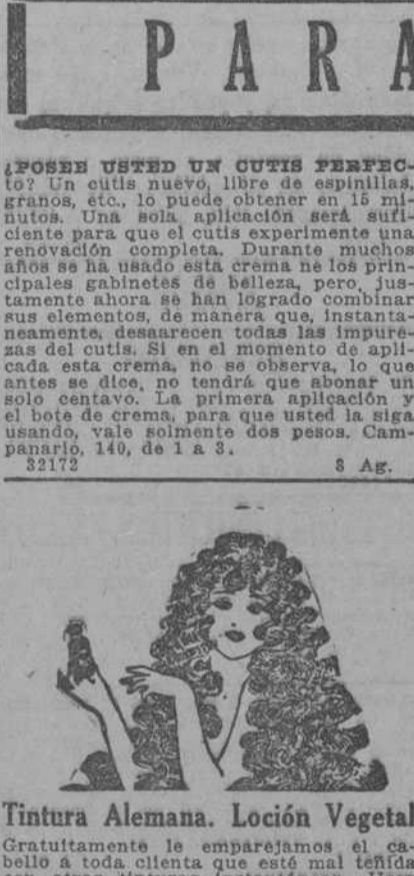 PARA
¿POSEE USTED UN CUTIS PERFEC-
to? Un cutis nuevo, libre de espinillas,
granos, etc., lo puede obtener en 15 mi-
nutos. Una sola aplicación será sufi-
ciente para que el cutis experimente una
renovación completa. Durante muchos
años se ha usado esta crema ne los prin-
cipales gabinetes de belleza, pero, jus-
tamente ahora se han logrado combinar
sus elementos, de manera que, instanta-
neamente, desaarecen todas las impure-
zas del cutis. Si en el momento de apli-
cada esta crema, no se observa, lo que
antes se dice, no tendrá que abonar un
solo centavo. La primera aplicación y
el bote de crema, para que usted la siga
usando, vale solmente dos pesos. Cam-
panario, 140, de 1 a 3.
32172 8 Ag.
Tintura Alemana. Loción Vegetal
Gratuitamente le emparejamos el ca-
bello a toda clienta que esté mal teñida